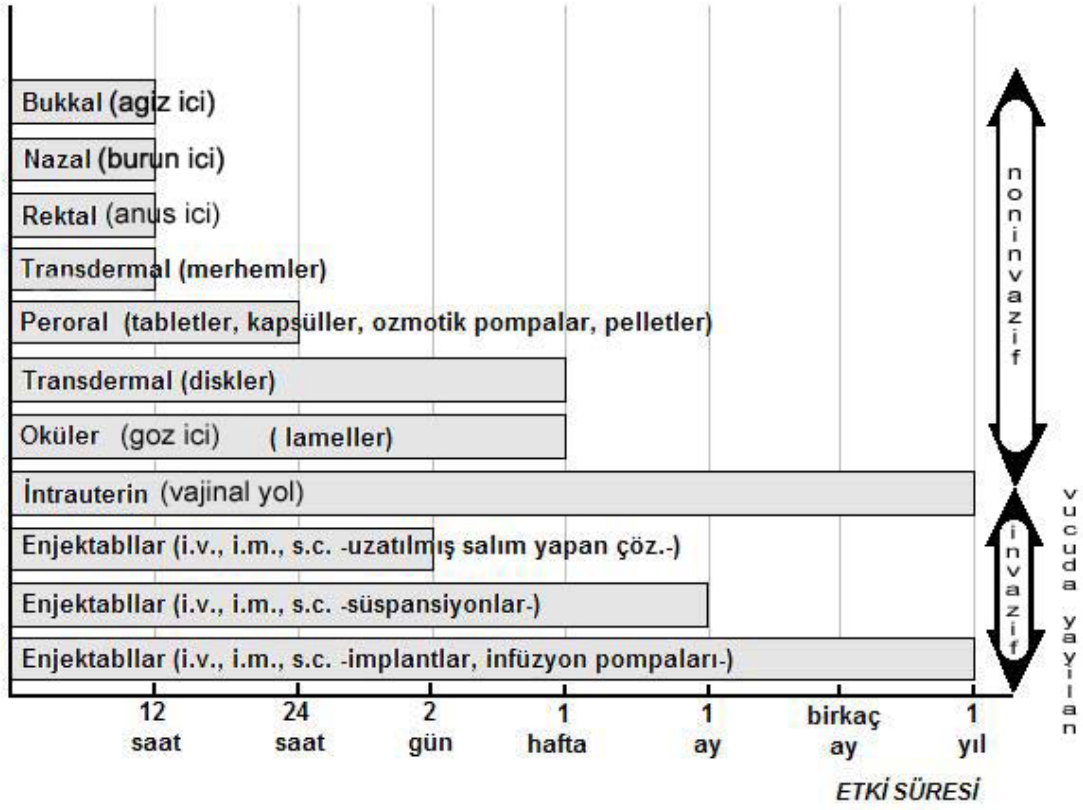 Bukkal (agiz ici)
Nazal (burun ici)
Rektal (anus ici)
Transdermal (merhemler)
Peroral (tabletler, kapsüller, ozmotik pompalar, pelletler)
Transdermal (diskler)
Oküler (goz ici) ( lameller)
İntrauterin (vajinal yol)
Enjektabllar (i.v., i.m., s.c. -uzatılmış salım yapan çöz.-)
Enjektabllar (i.v., i.m., s.c. -süspansiyonlar-)
Enjektabllar (i.v., i.m., s.c. -implantlar, infüzyon pompaları-)
noninvazif
invazif
vucuda yayilan
12 saat
24 saat
2 gün
1 hafta
1 ay
birkaç ay
1 yıl
ETKİ SÜRESİ